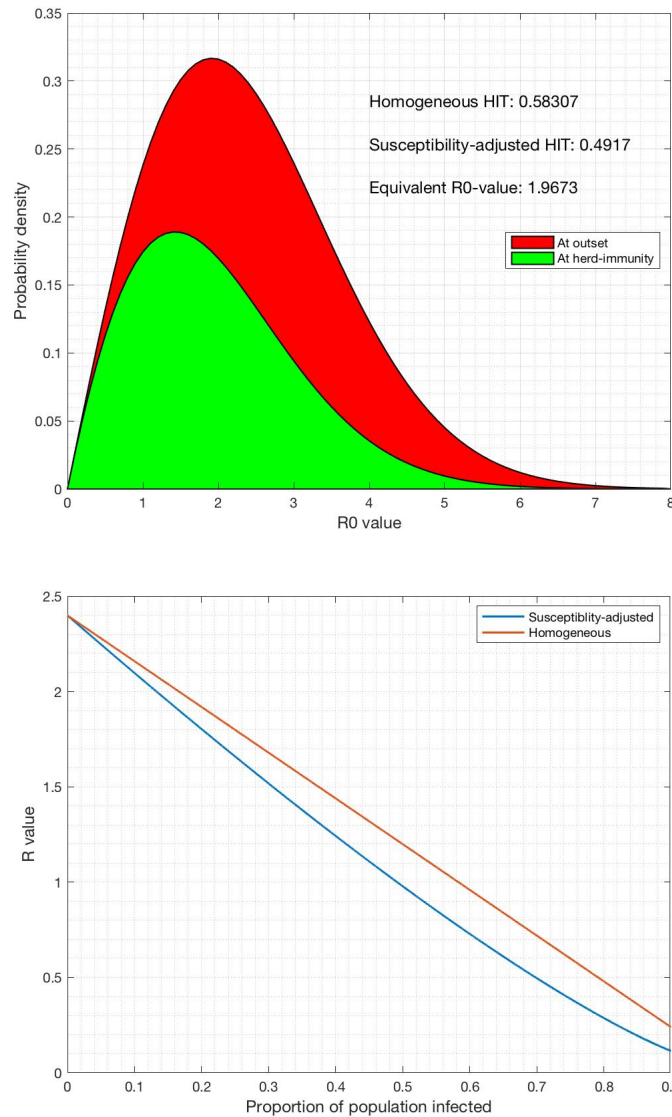 0.35
0.3
0.25
0.2
0.15
0.1
0.05
0
Probability density
Homogeneous HIT: 0.58307
Susceptibility-adjusted HIT: 0.4917
Equivalent R0-value: 1.9673
At outset
At herd-immunity
0 1 2 3 4 5 6 7 8
R0 value
2.5
2
1.5
1
0.5
0
R value
Susceptiblity-adjusted
Homogeneous
0 0.1 0.2 0.3 0.4 0.5 0.6 0.7 0.8 0.
Proportion of population infected